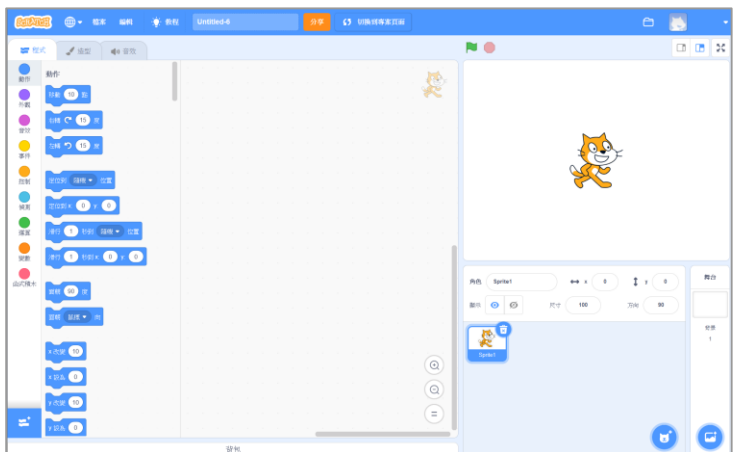 SCRATCH
檔案 編輯 教程 Untitled-6 分享 切換到專案頁面
程式 造型 音效
動作
外觀
音效
事件
控制
偵測
運算
變數
函式積木
動作
移動 10 點
右轉 15 度
左轉 15 度
定位到 隨機 位置
定位到 x: 0 y: 0
滑行 1 秒到 隨機 位置
滑行 1 秒到 x: 0 y: 0
面朝 90 度
面朝 鼠標 向
x 改變 10
x 設為 0
y 改變 10
y 設為 0
背包
角色 Sprite1 x 0 y 0
顯示 尺寸 100 方向 90
Sprite1
舞台
背景
1